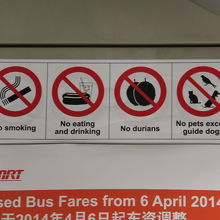 o smoking
No eating
and drinking
No durians
No pets exc
guide dog
MRT
sed Bus Fares from 6 April 2014
于2014年4月6日起车资调整